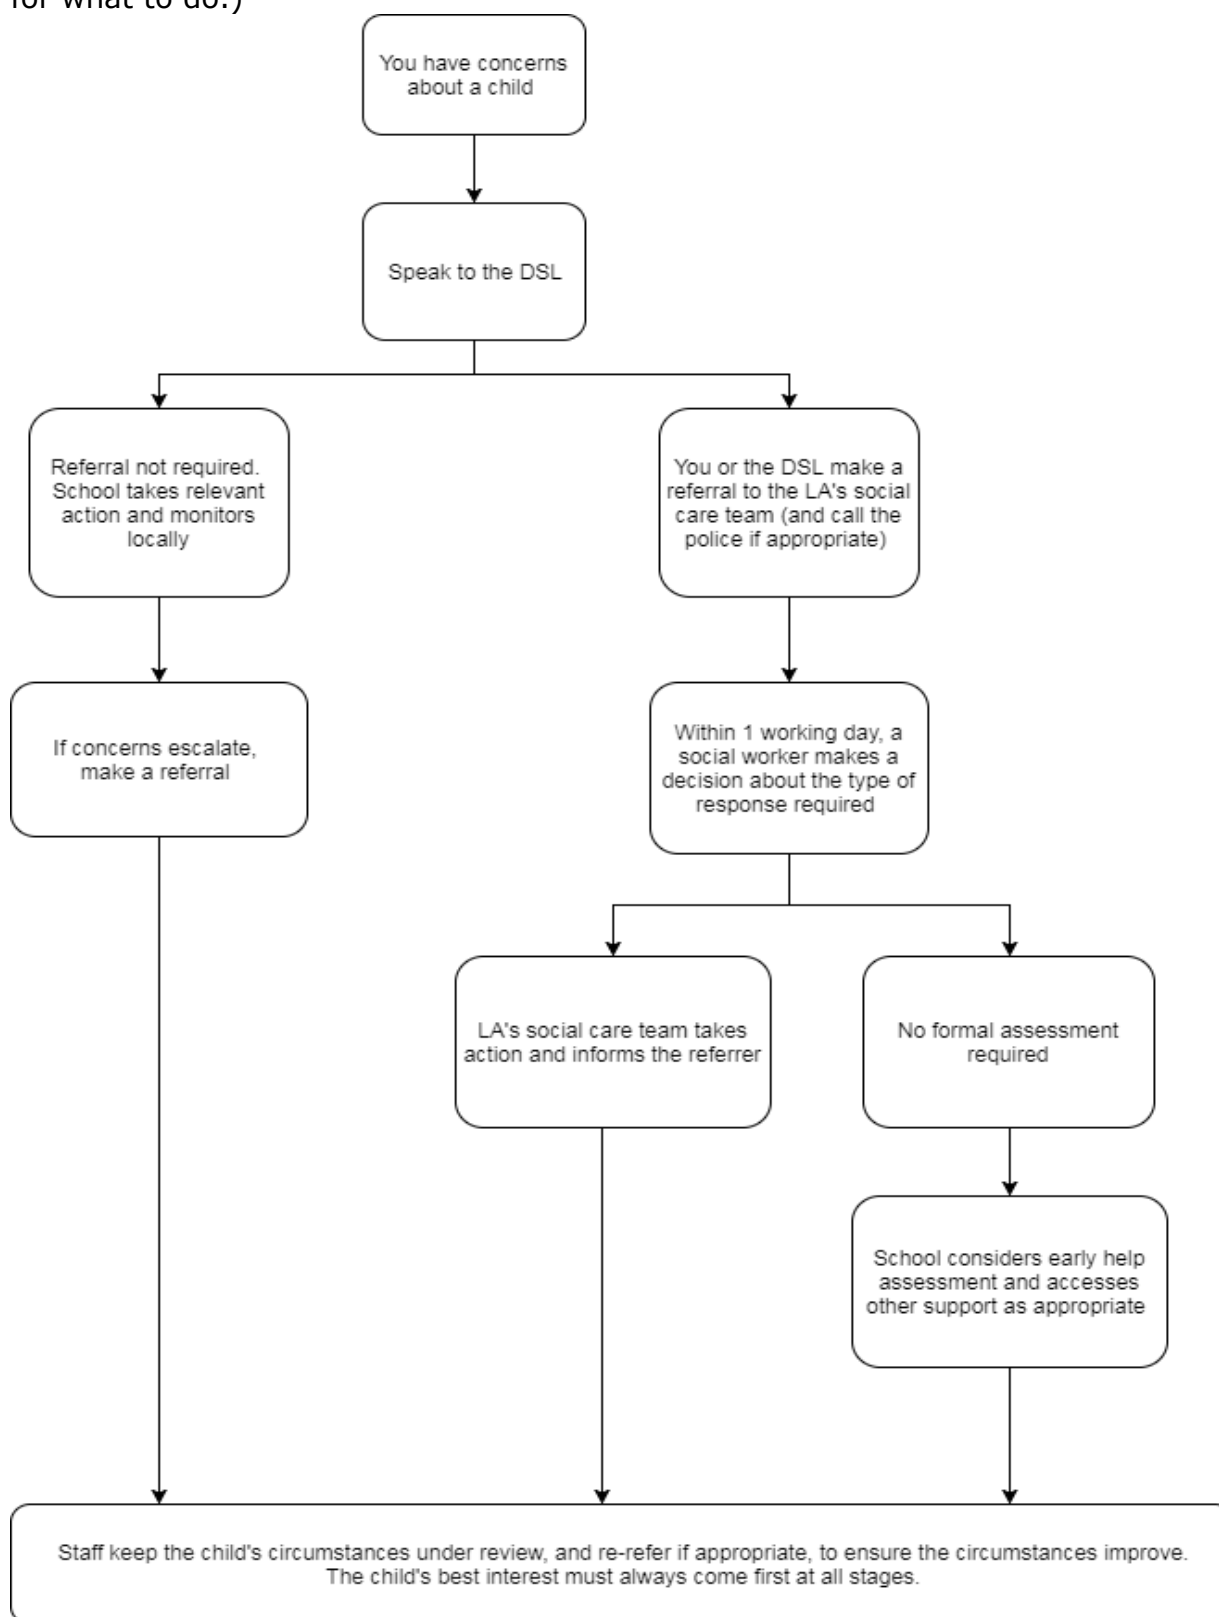 for what to do.)
You have concerns
about a child
Speak to the DSL
Referral not required.
School takes relevant
action and monitors
locally
You or the DSL make a
referral to the LA's social
care team (and call the
police if appropriate)
If concerns escalate,
make a referral
Within 1 working day, a
social worker makes a
decision about the type of
response required
LA's social care team takes
action and informs the referrer
No formal assessment
required
School considers early help
assessment and accesses
other support as appropriate
Staff keep the child's circumstances under review, and re-refer if appropriate, to ensure the circumstances improve.
The child's best interest must always come first at all stages.